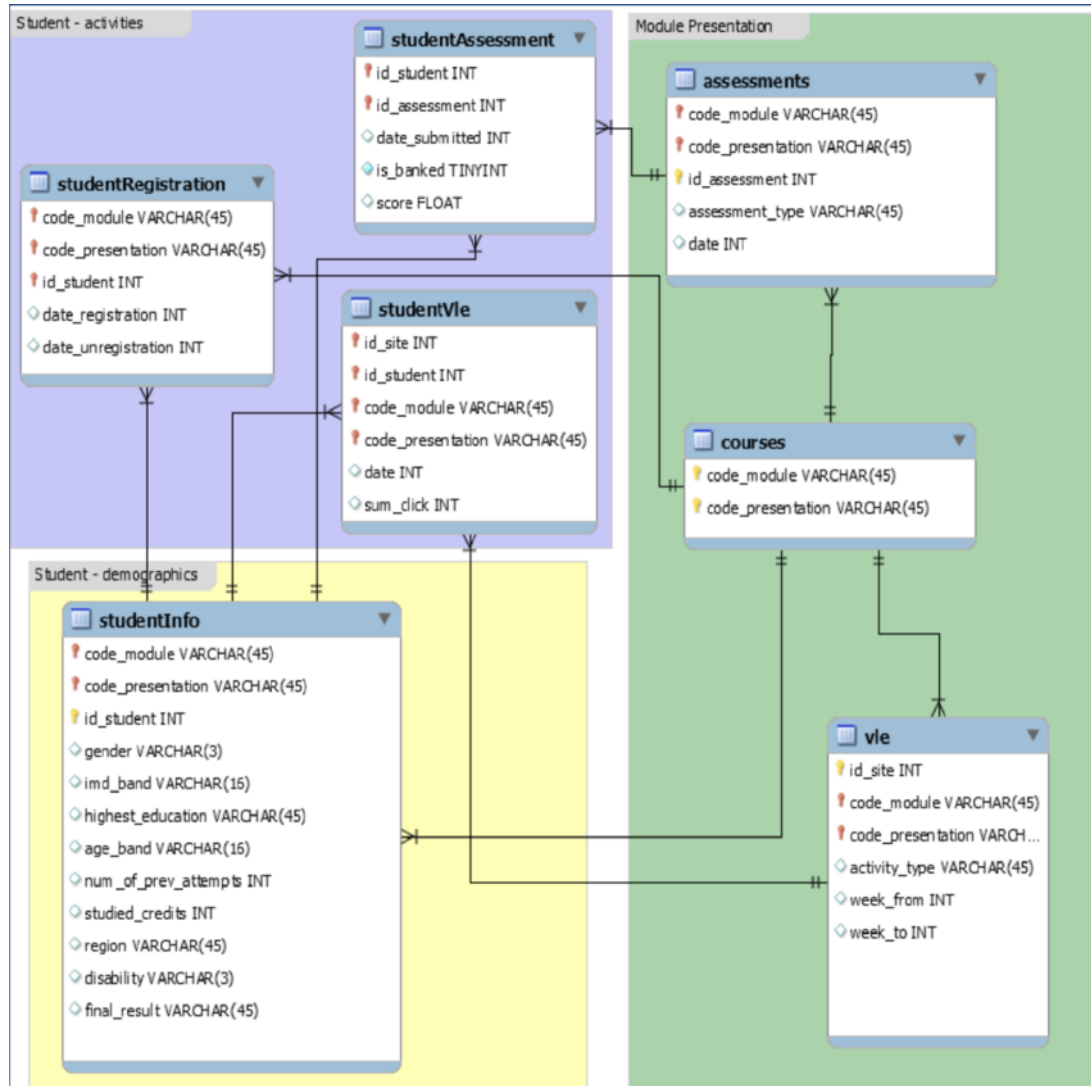 Student - activities
studentAssessment
id_student INT
id_assessment INT
date_submitted INT
is_banked TINYINT
score FLOAT
studentRegistration
code_module VARCHAR(45)
code_presentation VARCHAR(45)
id_student INT
date_registration INT
date_unregistration INT
studentVle
id_site INT
id_student INT
code_module VARCHAR(45)
code_presentation VARCHAR(45)
date INT
sum_click INT
Student - demographics
studentInfo
code_module VARCHAR(45)
code_presentation VARCHAR(45)
id_student INT
gender VARCHAR(3)
imd_band VARCHAR(16)
highest_education VARCHAR(45)
age_band VARCHAR(16)
num_of_prev_attempts INT
studied_credits INT
region VARCHAR(45)
disability VARCHAR(3)
final_result VARCHAR(45)
Module Presentation
assessments
code_module VARCHAR(45)
code_presentation VARCHAR(45)
id_assessment INT
assessment_type VARCHAR(45)
date INT
courses
code_module VARCHAR(45)
code_presentation VARCHAR(45)
vle
id_site INT
code_module VARCHAR(45)
code_presentation VARCH...
activity_type VARCHAR(45)
week_from INT
week_to INT